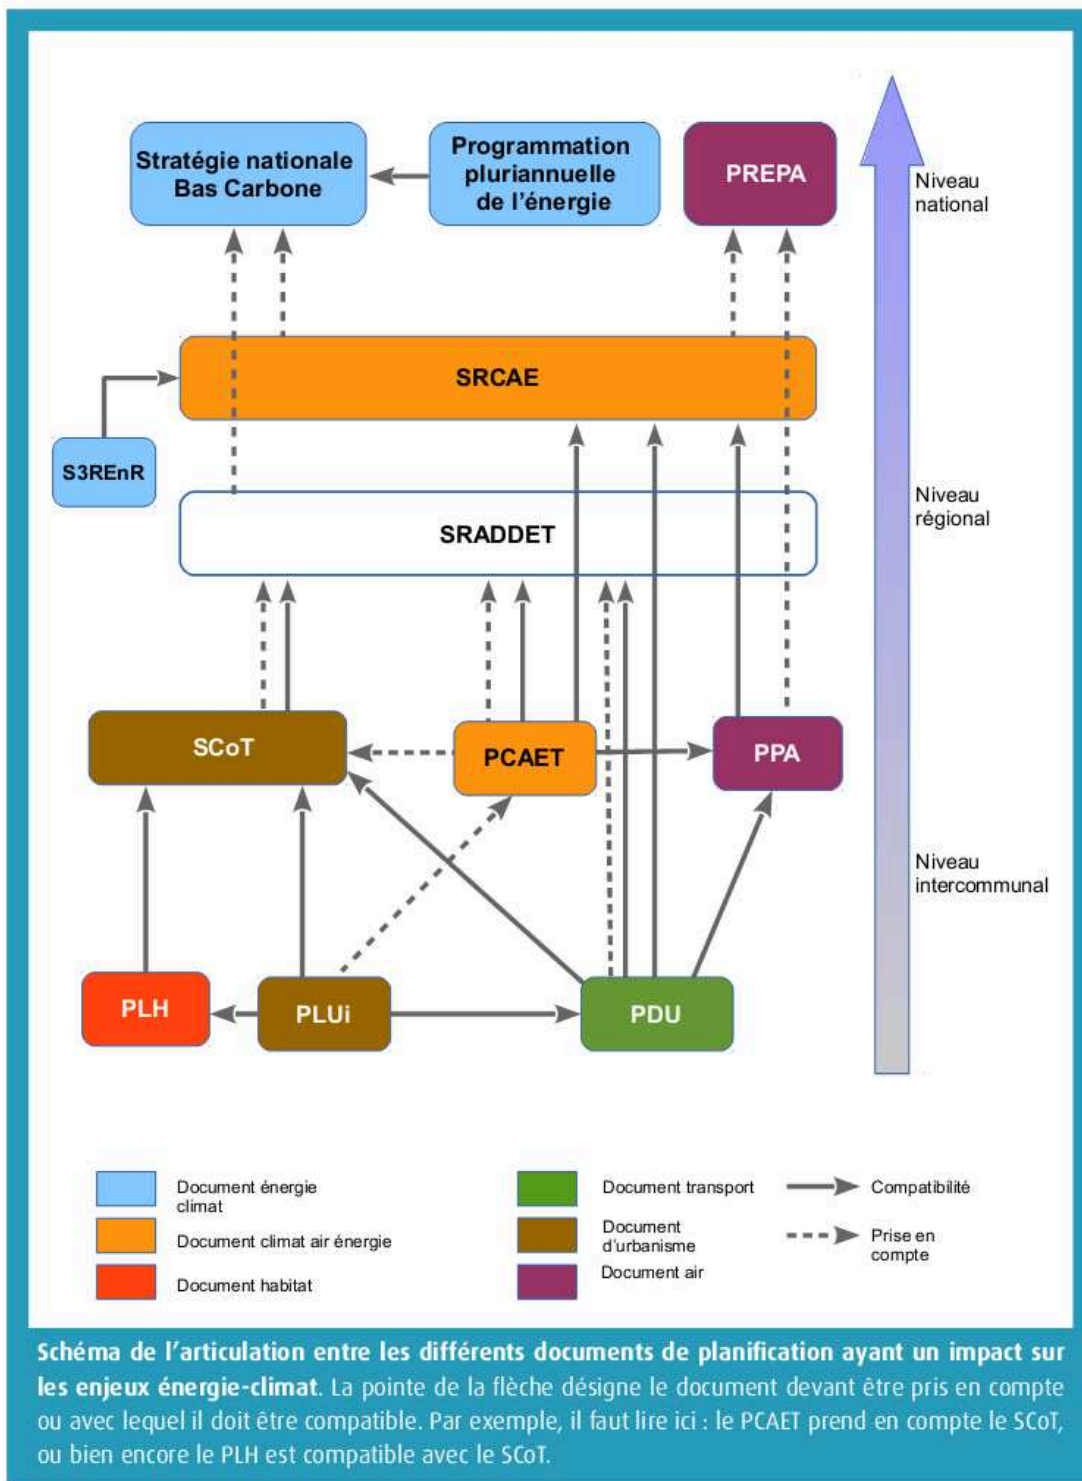 Stratégie nationale
Bas Carbone
Programmation
pluriannuelle
de l'énergie
PREPA
Niveau
national
SRCAE
S3REnR
SRADDET
Niveau
régional
SCoT
PCAET
PPA
Niveau
intercommunal
PLH
PLUi
PDU
Document énergie
climat
Document transport
Compatibilité
Document climat air énergie
Document
d'urbanisme
Prise en
compte
Document habitat
Document air
Schéma de l'articulation entre les différents documents de planification ayant un impact sur
les enjeux énergie-climat. La pointe de la flèche désigne le document devant être pris en compte
ou avec lequel il doit être compatible. Par exemple, il faut lire ici : le PCAET prend en compte le SCoT,
ou bien encore le PLH est compatible avec le SCoT.